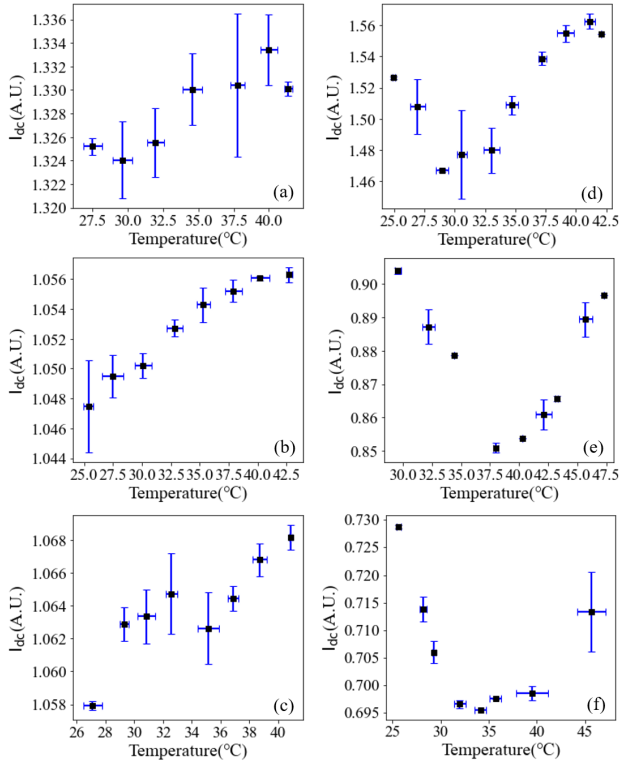 1.336
1.334
1.332
1.330
1.328
1.326
1.324
1.322
1.320
I_dc(A.U.)
(a)
27.5 30.0 32.5 35.0 37.5 40.0
Temperature(℃)
1.56
1.54
1.52
1.50
1.48
1.46
I_dc(A.U.)
(d)
25.0 27.5 30.0 32.5 35.0 37.5 40.0 42.5
Temperature(℃)
1.056
1.054
1.052
1.050
1.048
1.046
1.044
I_dc(A.U.)
(b)
25.0 27.5 30.0 32.5 35.0 37.5 40.0 42.5
Temperature(℃)
0.90
0.89
0.88
0.87
0.86
0.85
I_dc(A.U.)
(e)
30.0 32.5 35.0 37.5 40.0 42.5 45.0 47.5
Temperature(℃)
1.068
1.066
1.064
1.062
1.060
1.058
I_dc(A.U.)
(c)
26 28 30 32 34 36 38 40
Temperature(℃)
0.730
0.725
0.720
0.715
0.710
0.705
0.700
0.695
I_dc(A.U.)
(f)
25 30 35 40 45
Temperature(℃)